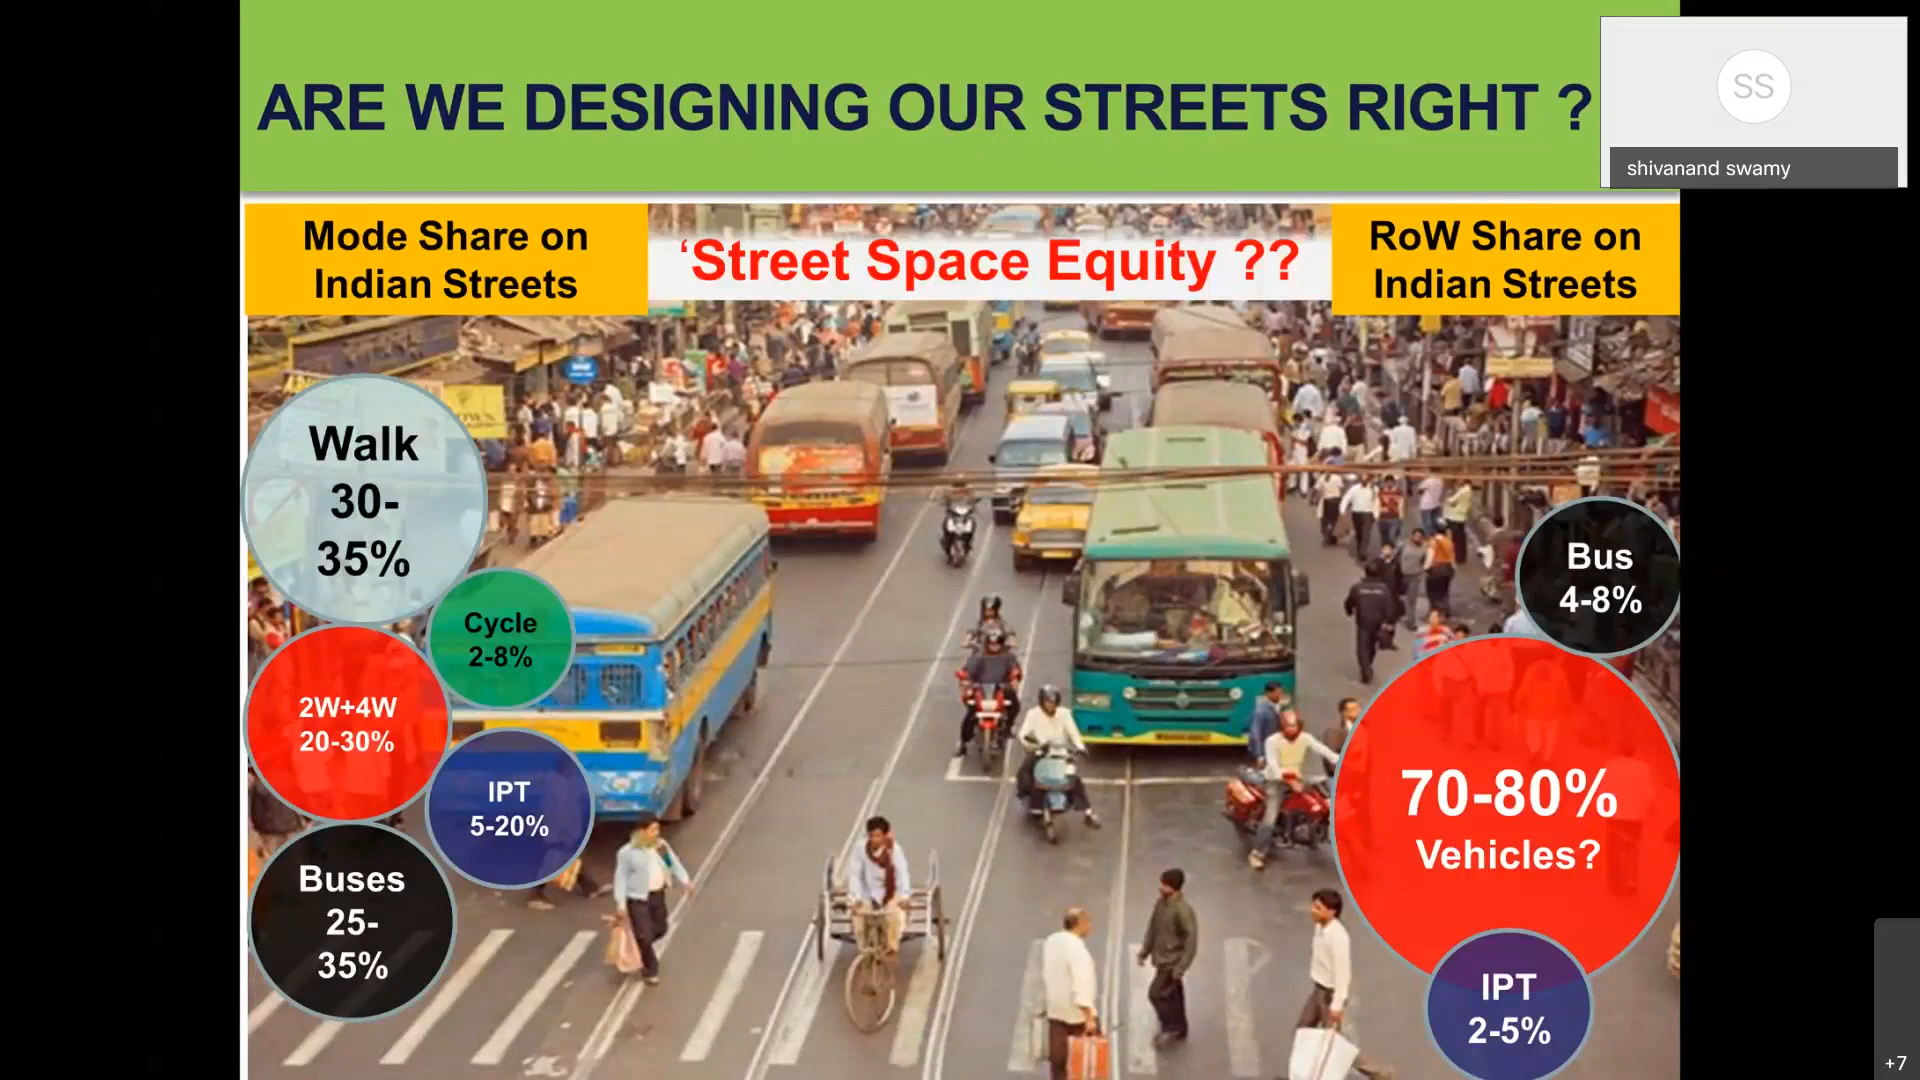 ARE WE DESIGNING OUR STREETS RIGHT ?
SS
shivanand swamy
Mode Share on
Indian Streets
‘Street Space Equity ??
RoW Share on
Indian Streets
Walk
30-
35%
Cycle
2-8%
2W+4W
20-30%
IPT
5-20%
Buses
25-
35%
Bus
4-8%
70-80%
Vehicles?
IPT
2-5%
+7